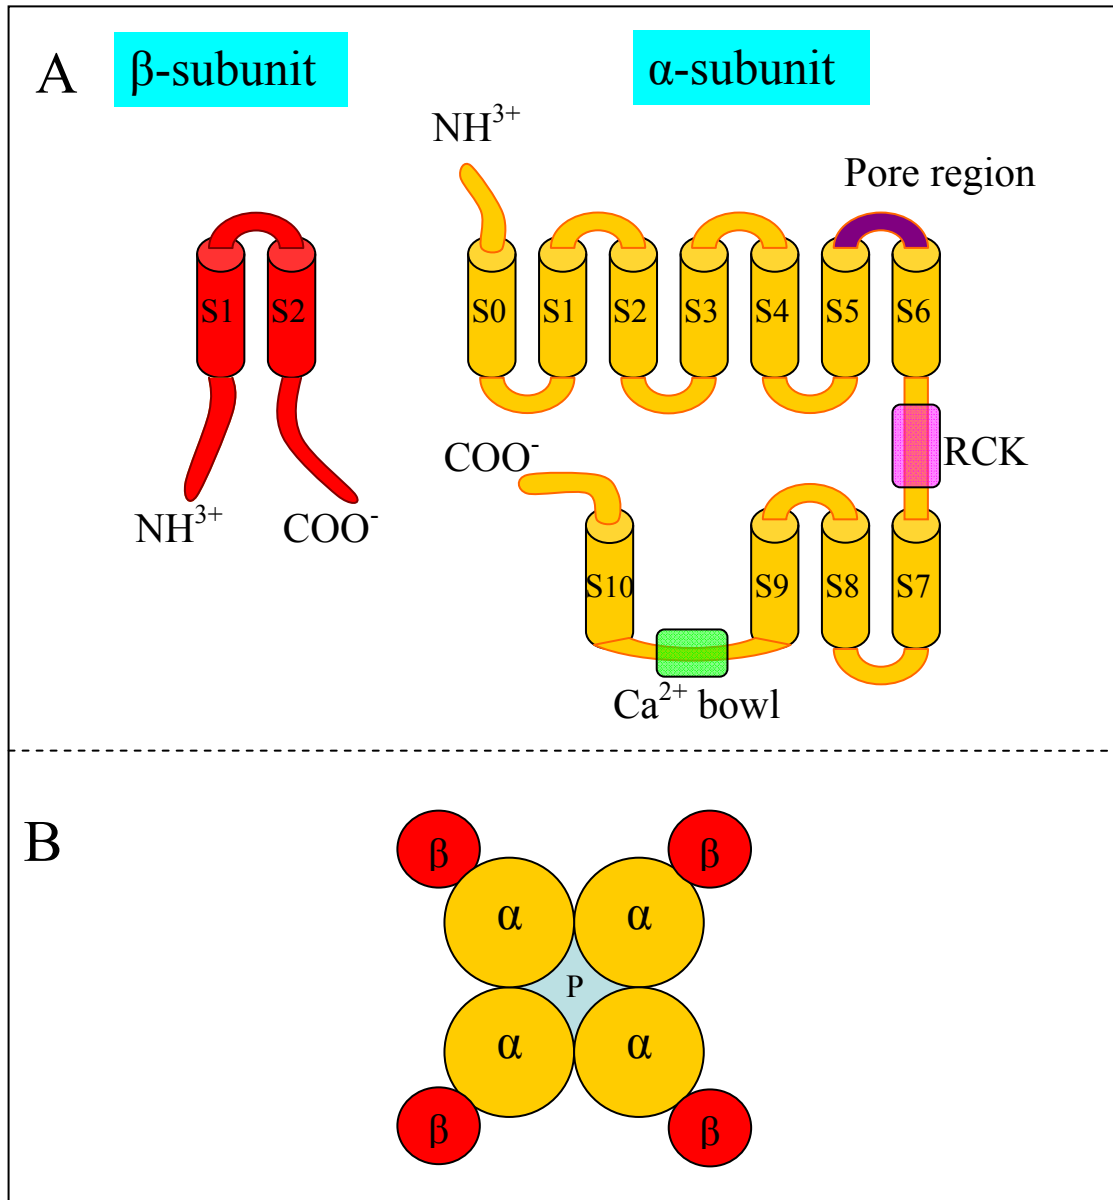 A
β-subunit
α-subunit
NH³⁺
Pore region
S1 S2
S0 S1 S2 S3 S4 S5 S6
RCK
COO⁻
NH³⁺ COO⁻
S10 S9 S8 S7
Ca²⁺ bowl
B
β β
α α
P
α α
β β